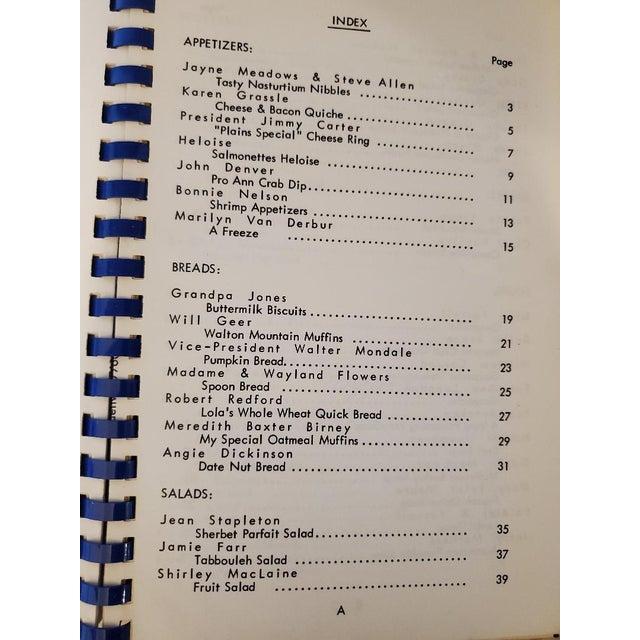 INDEX
APPETIZERS:
Page
Jayne Meadows & Steve Allen
Tasty Nasturtium Nibbles .................... 3
Karen Grassle
Cheese & Bacon Quiche ...................... 5
President Jimmy Carter
"Plains Special" Cheese Ring ................. 7
Heloise
Salmonettes Heloise ......................... 9
John Denver
Pro Ann Crab Dip............................ 11
Bonnie Nelson
Shrimp Appetizers ........................... 13
Marilyn Van Derbur
A Freeze ............................... 15
BREADS:
Grandpa Jones
Buttermilk Biscuits ........................... 19
Will Geer
Walton Mountain Muffins .................... 21
Vice-President Walter Mondale
Pumpkin Bread............................... 23
Madame & Wayland Flowers
Spoon Bread ............................... 25
Robert Redford
Lola's Whole Wheat Quick Bread .............. 27
Meredith Baxter Birney
My Special Oatmeal Muffins .................. 29
Angie Dickinson
Date Nut Bread .............................. 31
SALADS:
Jean Stapleton
Sherbet Parfait Salad......................... 35
Jamie Farr
Tabbouleh Salad ............................ 37
Shirley MacLaine
Fruit Salad ............................... 39
A